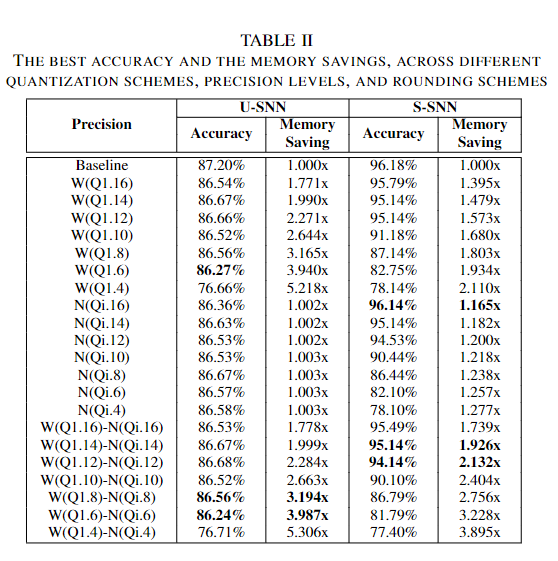 TABLE II
THE BEST ACCURACY AND THE MEMORY SAVINGS, ACROSS DIFFERENT
QUANTIZATION SCHEMES, PRECISION LEVELS, AND ROUNDING SCHEMES
Precision U-SNN S-SNN
Accuracy Memory Saving Accuracy Memory Saving
Baseline 87.20% 1.000x 96.18% 1.000x
W(Q1.16) 86.54% 1.771x 95.79% 1.395x
W(Q1.14) 86.67% 1.990x 95.14% 1.479x
W(Q1.12) 86.66% 2.271x 95.14% 1.573x
W(Q1.10) 86.52% 2.644x 91.18% 1.680x
W(Q1.8) 86.56% 3.165x 87.14% 1.803x
W(Q1.6) 86.27% 3.940x 82.75% 1.934x
W(Q1.4) 76.66% 5.218x 78.14% 2.110x
N(Qi.16) 86.36% 1.002x 96.14% 1.165x
N(Qi.14) 86.63% 1.002x 95.14% 1.182x
N(Qi.12) 86.53% 1.002x 94.53% 1.200x
N(Qi.10) 86.53% 1.003x 90.44% 1.218x
N(Qi.8) 86.67% 1.003x 86.44% 1.238x
N(Qi.6) 86.57% 1.003x 82.10% 1.257x
N(Qi.4) 86.58% 1.003x 78.10% 1.277x
W(Q1.16)-N(Qi.16) 86.53% 1.778x 95.49% 1.739x
W(Q1.14)-N(Qi.14) 86.67% 1.999x 95.14% 1.926x
W(Q1.12)-N(Qi.12) 86.68% 2.284x 94.14% 2.132x
W(Q1.10)-N(Qi.10) 86.52% 2.663x 90.10% 2.404x
W(Q1.8)-N(Qi.8) 86.56% 3.194x 86.79% 2.756x
W(Q1.6)-N(Qi.6) 86.24% 3.987x 81.79% 3.228x
W(Q1.4)-N(Qi.4) 76.71% 5.306x 77.40% 3.895x